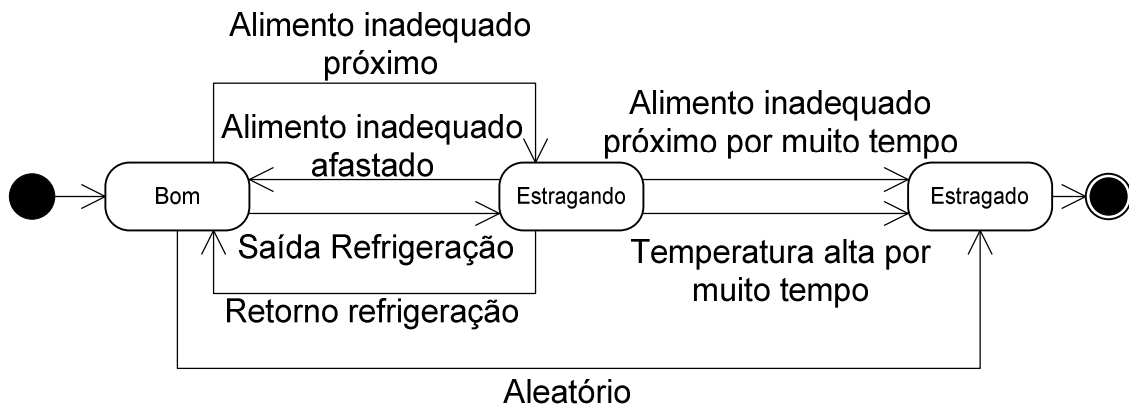 Alimento inadequado
próximo
Alimento inadequado
afastado
Alimento inadequado
próximo por muito tempo
Bom
Estragando
Estragado
Saída Refrigeração
Temperatura alta por
muito tempo
Retorno refrigeração
Aleatório